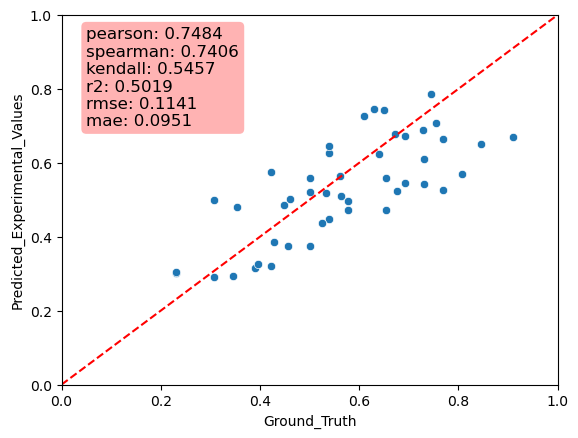 pearson: 0.7484
spearman: 0.7406
kendall: 0.5457
r2: 0.5019
rmse: 0.1141
mae: 0.0951
1.0
0.8
0.6
0.4
0.2
0.0
Predicted_Experimental_Values
0.0 0.2 0.4 0.6 0.8 1.0
Ground_Truth